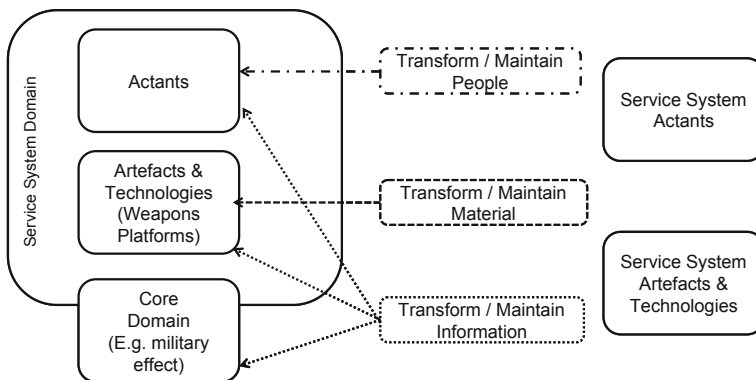 Service System Domain
Actants
Artefacts &
Technologies
(Weapons
Platforms)
Core
Domain
(E.g. military
effect)
Transform / Maintain
People
Transform / Maintain
Material
Transform / Maintain
Information
Service System
Actants
Service System
Artefacts &
Technologies